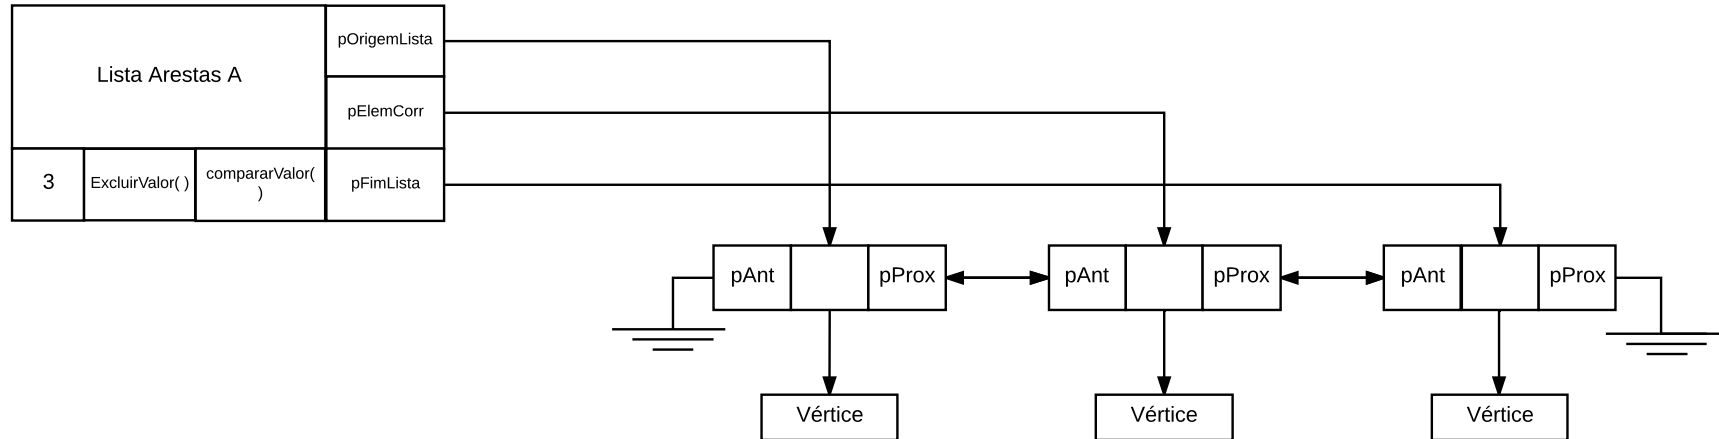 pOrigemLista
Lista Arestas A
pElemCorr
3
ExcluirValor( )
compararValor(
)
pFimLista
pAnt
pProx
pAnt
pProx
pAnt
pProx
Vértice
Vértice
Vértice